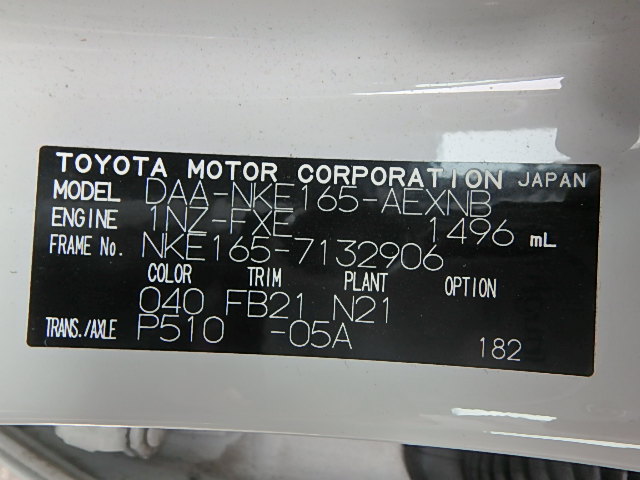 TOYOTA MOTOR CORPORATION JAPAN
MODEL DAA-NKE165-AEXNB
ENGINE 1NZ-FXE 1496 mL
FRAME No. NKE165-7132906
COLOR TRIM PLANT OPTION
040 FB21 N21
TRANS./AXLE P510 -05A
182